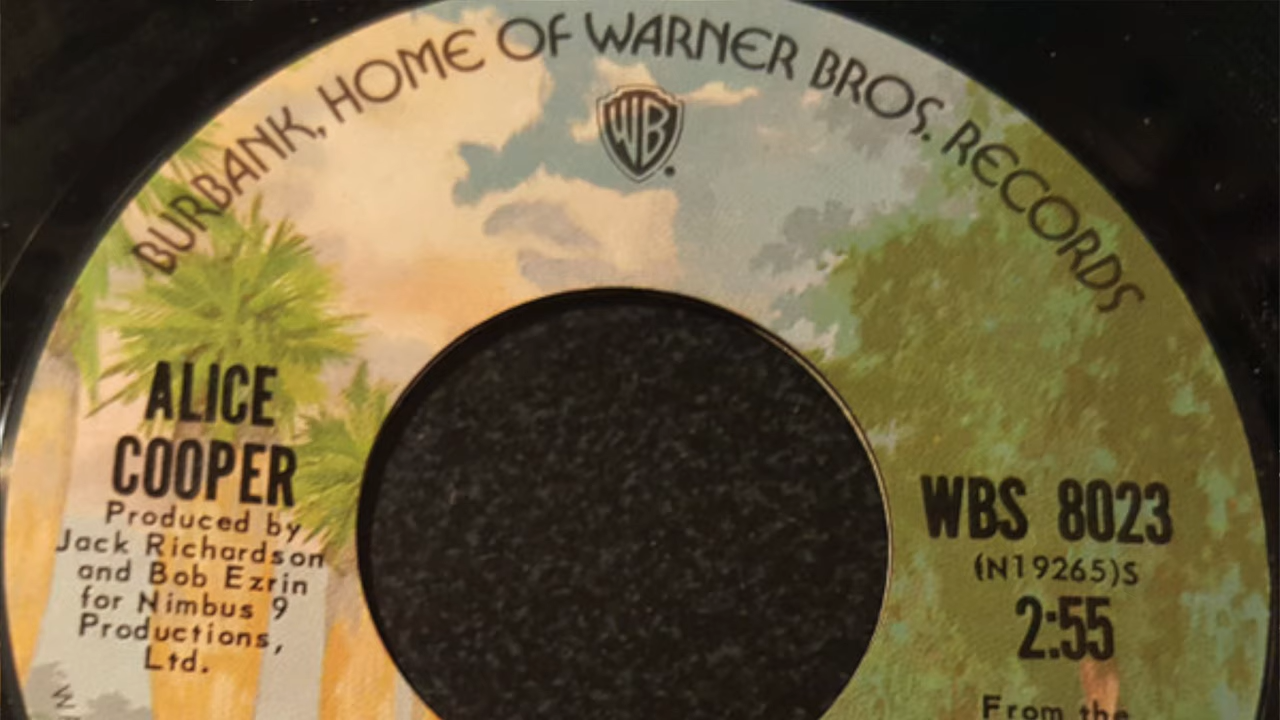 BURBANK, HOME OF WARNER BROS. RECORDS
WB
ALICE
COOPER
Produced by
Jack Richardson
and Bob Ezrin
for Nimbus 9
Productions,
Ltd.
WBS 8023
(N19265)S
2:55
From the